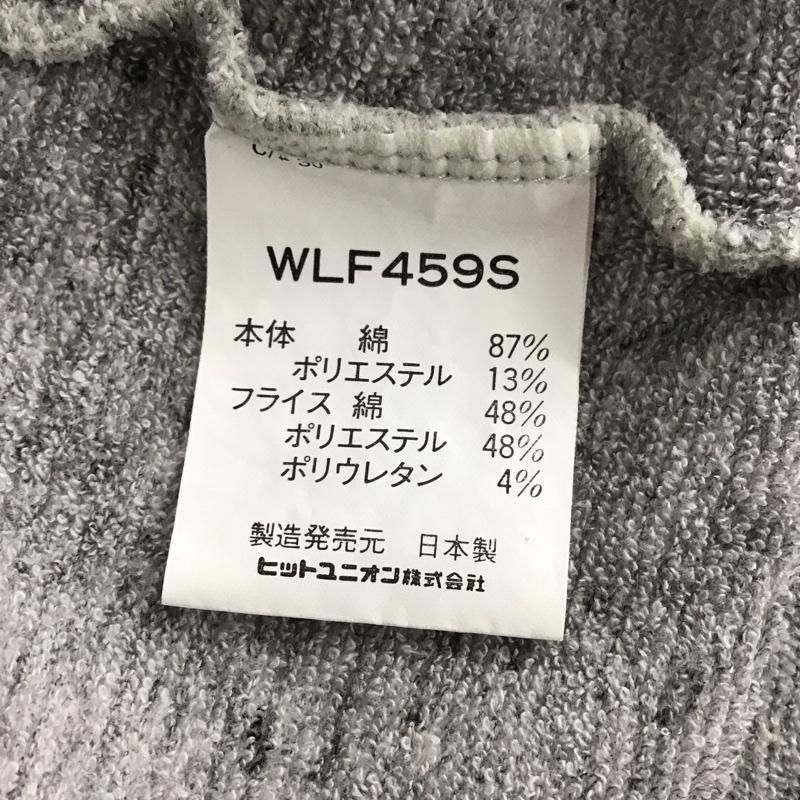 WLF459S
本体 綿 87%
ポリエステル 13%
フライス 綿 48%
ポリエステル 48%
ポリウレタン 4%
製造発売元 日本製
ヒットユニオン株式会社